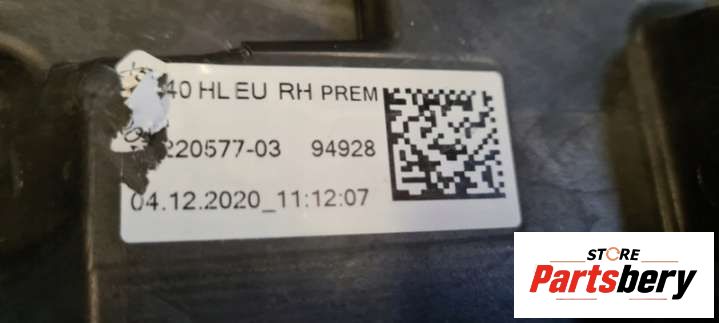 40 HL EU RH PREM
220577-03 94928
04.12.2020_11:12:07
STORE
Partsbery